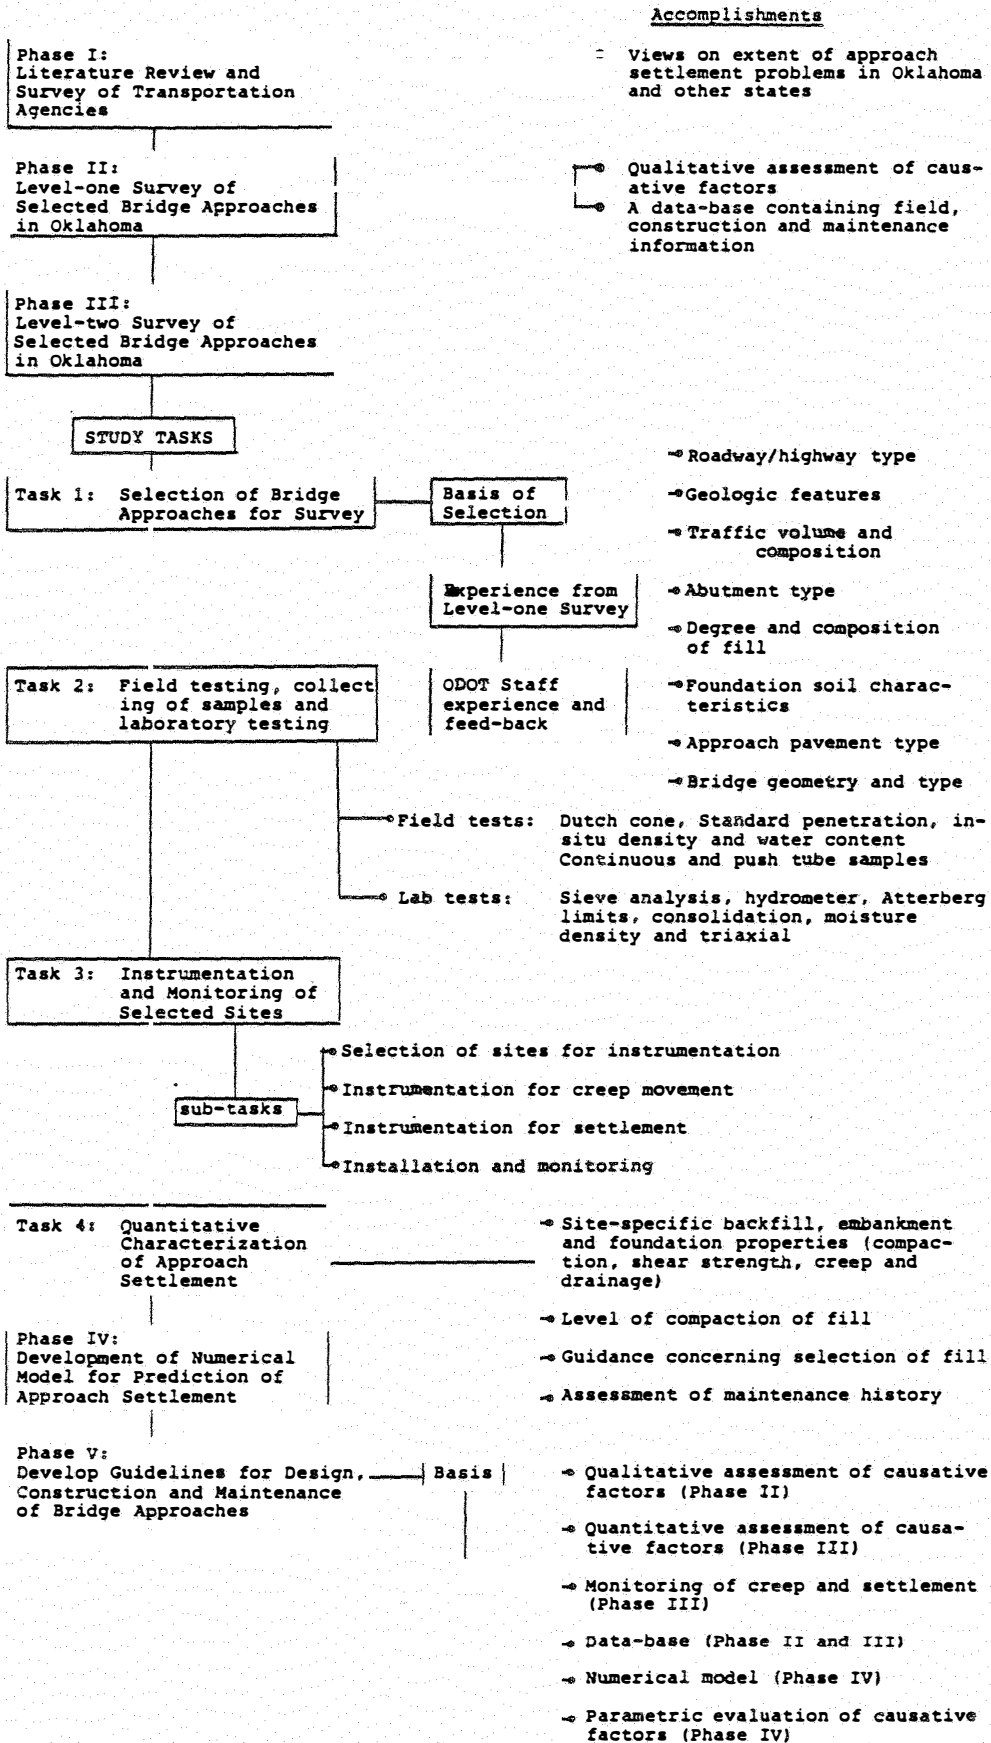 Accomplishments
Phase I:
Literature Review and
Survey of Transportation
Agencies
Views on extent of approach
settlement problems in Oklahoma
and other states
Phase II:
Level-one Survey of
Selected Bridge Approaches
in Oklahoma
Qualitative assessment of caus-
ative factors
A data-base containing field,
construction and maintenance
information
Phase III:
Level-two Survey of
Selected Bridge Approaches
in Oklahoma
STUDY TASKS
Task 1: Selection of Bridge
Approaches for Survey
Basis of
Selection
Experience from
Level-one Survey
ODOT Staff
experience and
feed-back
Roadway/highway type
Geologic features
Traffic volume and
composition
Abutment type
Degree and composition
of fill
Foundation soil charac-
teristics
Approach pavement type
Bridge geometry and type
Task 2: Field testing, collect
ing of samples and
laboratory testing
Field tests: Dutch cone, Standard penetration, in-
situ density and water content
Continuous and push tube samples
Lab tests: Sieve analysis, hydrometer, Atterberg
limits, consolidation, moisture
density and triaxial
Task 3: Instrumentation
and Monitoring of
Selected Sites
sub-tasks
Selection of sites for instrumentation
Instrumentation for creep movement
Instrumentation for settlement
Installation and monitoring
Task 4: Quantitative
Characterization
of Approach
Settlement
Site-specific backfill, embankment
and foundation properties (compac-
tion, shear strength, creep and
drainage)
Level of compaction of fill
Guidance concerning selection of fill
Assessment of maintenance history
Phase IV:
Development of Numerical
Model for Prediction of
Approach Settlement
Phase V:
Develop Guidelines for Design,
Construction and Maintenance
of Bridge Approaches
Basis
Qualitative assessment of causative
factors (Phase II)
Quantitative assessment of causa-
tive factors (Phase III)
Monitoring of creep and settlement
(Phase III)
Data-base (Phase II and III)
Numerical model (Phase IV)
Parametric evaluation of causative
factors (Phase IV)